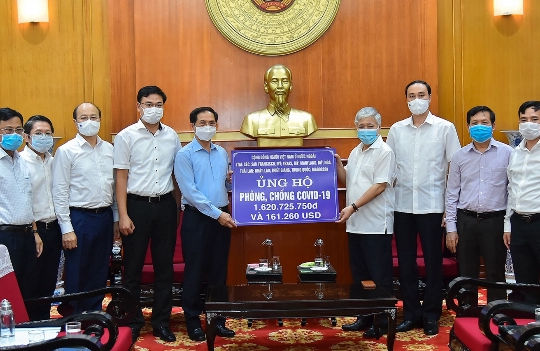 CỘNG ĐỒNG NGƯỜI VIỆT NAM Ở NƯỚC NGOÀI
ỦNG HỘ
PHÒNG, CHỐNG COVID-19
1.620.725.750đ
VÀ 161.260 USD